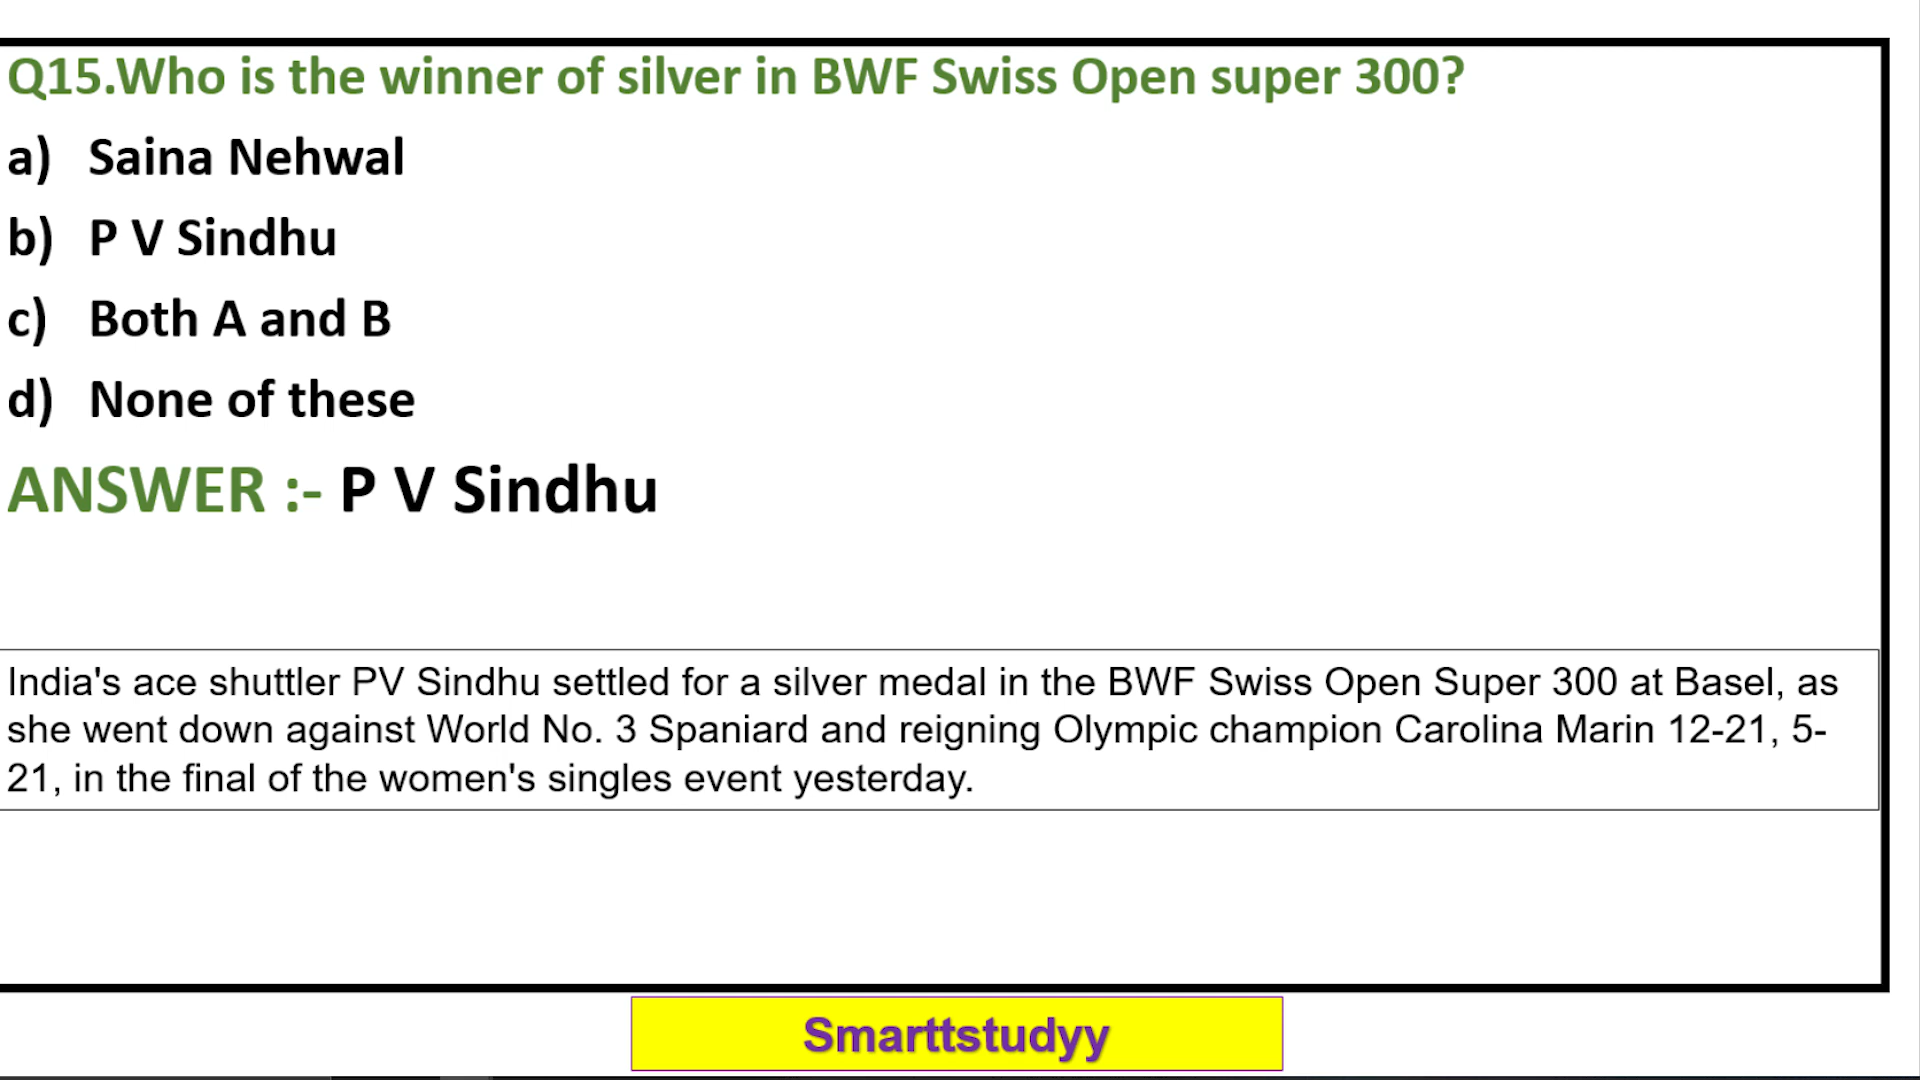 Q15.Who is the winner of silver in BWF Swiss Open super 300?
a) Saina Nehwal
b) P V Sindhu
c) Both A and B
d) None of these
ANSWER :- P V Sindhu
India's ace shuttler PV Sindhu settled for a silver medal in the BWF Swiss Open Super 300 at Basel, as
she went down against World No. 3 Spaniard and reigning Olympic champion Carolina Marin 12-21, 5-
21, in the final of the women's singles event yesterday.
Smarttstudyy